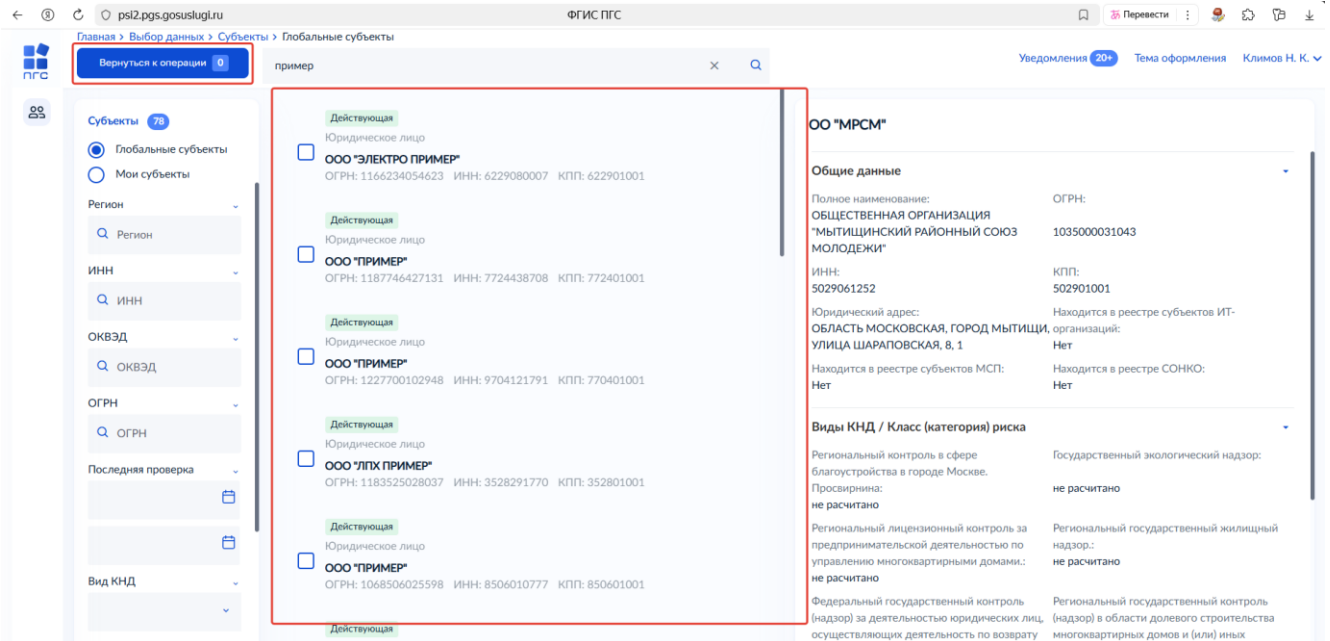 psi2.pgs.gosuslugi.ru
ФГИС ПГС
Перевести
Главная > Выбор данных > Субъекты > Глобальные субъекты
ПГС
Вернуться к операции 0
пример
Уведомления 20+
Тема оформления
Климов Н. К.
Субъекты 78
Глобальные субъекты
Мои субъекты
Регион
Регион
ИНН
ИНН
ОКВЭД
ОКВЭД
ОГРН
ОГРН
Последняя проверка
Вид КНД
Действующая
Юридическое лицо
ООО "ЭЛЕКТРО ПРИМЕР"
ОГРН: 1166234054623 ИНН: 6229080007 КПП: 622901001
Действующая
Юридическое лицо
ООО "ПРИМЕР"
ОГРН: 1187746427131 ИНН: 7724438708 КПП: 772401001
Действующая
Юридическое лицо
ООО "ПРИМЕР"
ОГРН: 1227700102948 ИНН: 9704121791 КПП: 770401001
Действующая
Юридическое лицо
ООО "ЛПХ ПРИМЕР"
ОГРН: 1183525028037 ИНН: 3528291770 КПП: 352801001
Действующая
Юридическое лицо
ООО "ПРИМЕР"
ОГРН: 1068506025598 ИНН: 8506010777 КПП: 850601001
Действующая
ОО "МРСМ"
Общие данные
Полное наименование:
ОБЩЕСТВЕННАЯ ОРГАНИЗАЦИЯ
"МЫТИЩИНСКИЙ РАЙОННЫЙ СОЮЗ
МОЛОДЕЖИ"
ОГРН:
1035000031043
ИНН:
5029061252
КПП:
502901001
Юридический адрес:
ОБЛАСТЬ МОСКОВСКАЯ, ГОРОД МЫТИЩИ,
УЛИЦА ШАРАПОВСКАЯ, 8, 1
Находится в реестре субъектов ИТ-
организаций:
Нет
Находится в реестре субъектов МСП:
Нет
Находится в реестре СОНКО:
Нет
Виды КНД / Класс (категория) риска
Региональный контроль в сфере
благоустройства в городе Москве.
Просвирнина:
не расчитано
Государственный экологический надзор:
не расчитано
Региональный лицензионный контроль за
предпринимательской деятельностью по
управлению многоквартирными домами.:
не расчитано
Региональный государственный жилищный
надзор.:
не расчитано
Федеральный государственный контроль
(надзор) за деятельностью юридических лиц,
осуществляющих деятельность по возврату
Региональный государственный контроль
(надзор) в области долевого строительства
многоквартирных домов и (или) иных